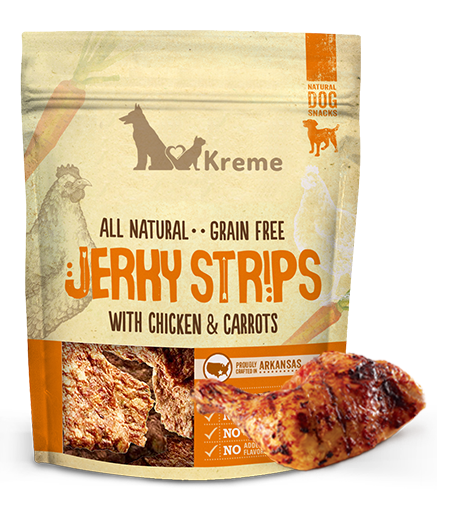 NATURAL
DOG
SNACKS
Kreme
ALL NATURAL •• GRAIN FREE
JERKY STRIPS
WITH CHICKEN & CARROTS
PROUDLY
CRAFTED IN ARKANSAS
NO
NO